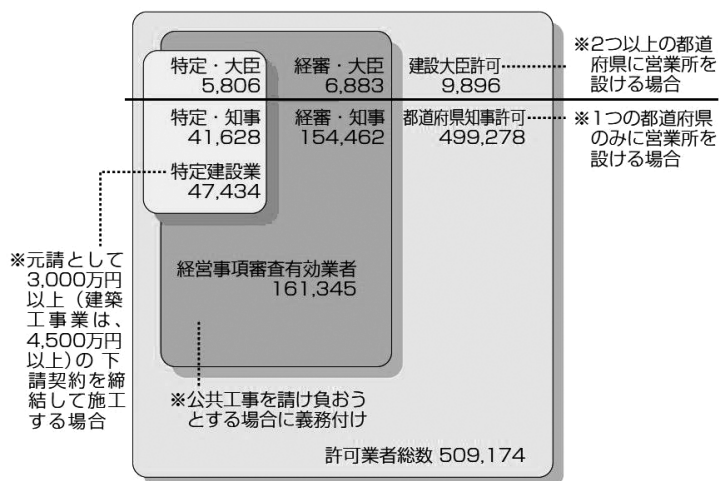 特定・大臣
5,806
経審・大臣
6,883
建設大臣許可
9,896
※2つ以上の都道
府県に営業所を
設ける場合
特定・知事
41,628
経審・知事
154,462
都道府県知事許可
499,278
※1つの都道府県
のみに営業所を
設ける場合
特定建設業
47,434
※元請として
3,000万円
以上（建築
工事業は、
4,500万円
以上）の 下
請契約を締
結して施工
する場合
経営事項審査有効業者
161,345
※公共工事を請け負おう
とする場合に義務付け
許可業者総数 509,174